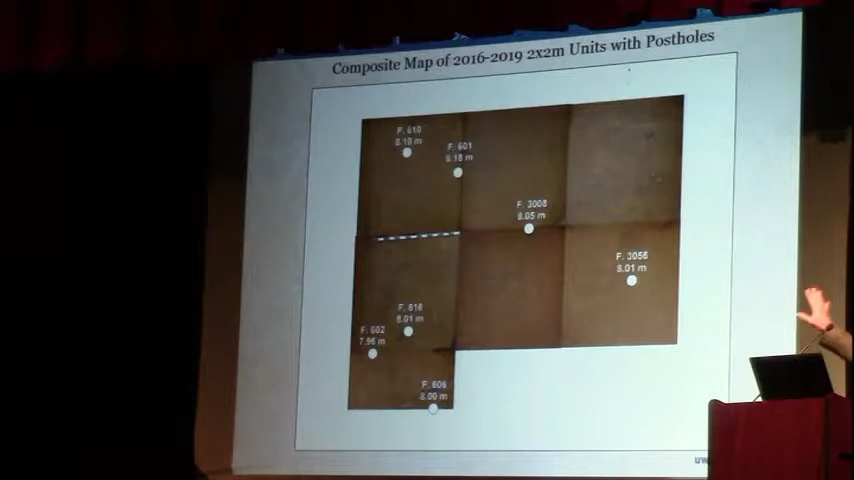 Composite Map of 2016-2019 2x2m Units with Postholes
F. 610
8.10 m
F. 601
8.18 m
F. 3008
8.05 m
F. 3056
8.01 m
F. 618
8.01 m
F. 602
7.96 m
F. 606
8.00 m
uw